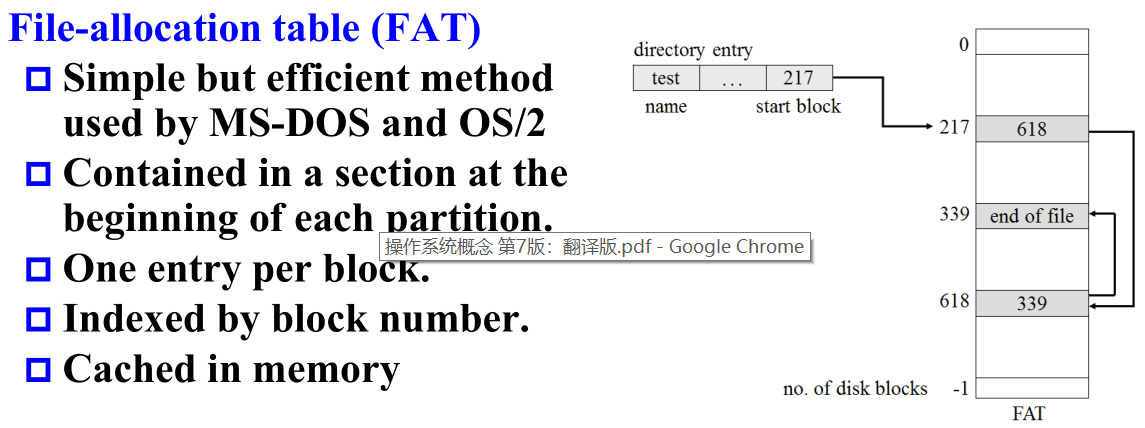 File-allocation table (FAT)
Simple but efficient method
used by MS-DOS and OS/2
Contained in a section at the
beginning of each partition.
操作系统概念 第7版：翻译版.pdf - Google Chrome
One entry per block.
Indexed by block number.
Cached in memory
directory entry
test
...
217
name
start block
0
217
618
339
end of file
618
339
no. of disk blocks
-1
FAT